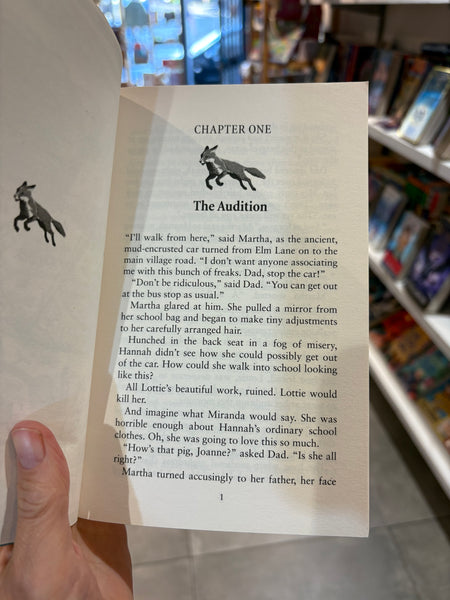 CHAPTER ONE
The Audition
“I’ll walk from here,” said Martha, as the ancient,
mud-encrusted car turned from Elm Lane on to the
main village road. “I don’t want anyone associating
me with this bunch of freaks. Dad, stop the car!”
“Don’t be ridiculous,” said Dad. “You can get out
at the bus stop as usual.”
Martha glared at him. She pulled a mirror from
her school bag and began to make tiny adjustments
to her carefully arranged hair.
Hunched in the back seat in a fog of misery,
Hannah didn’t see how she could possibly get out
of the car. How could she walk into school looking
like this?
All Lottie’s beautiful work, ruined. Lottie would
kill her.
And imagine what Miranda would say. She was
horrible enough about Hannah’s ordinary school
clothes. Oh, she was going to love this so much.
“How’s that pig, Joanne?” asked Dad. “Is she all
right?”
Martha turned accusingly to her father, her face
1